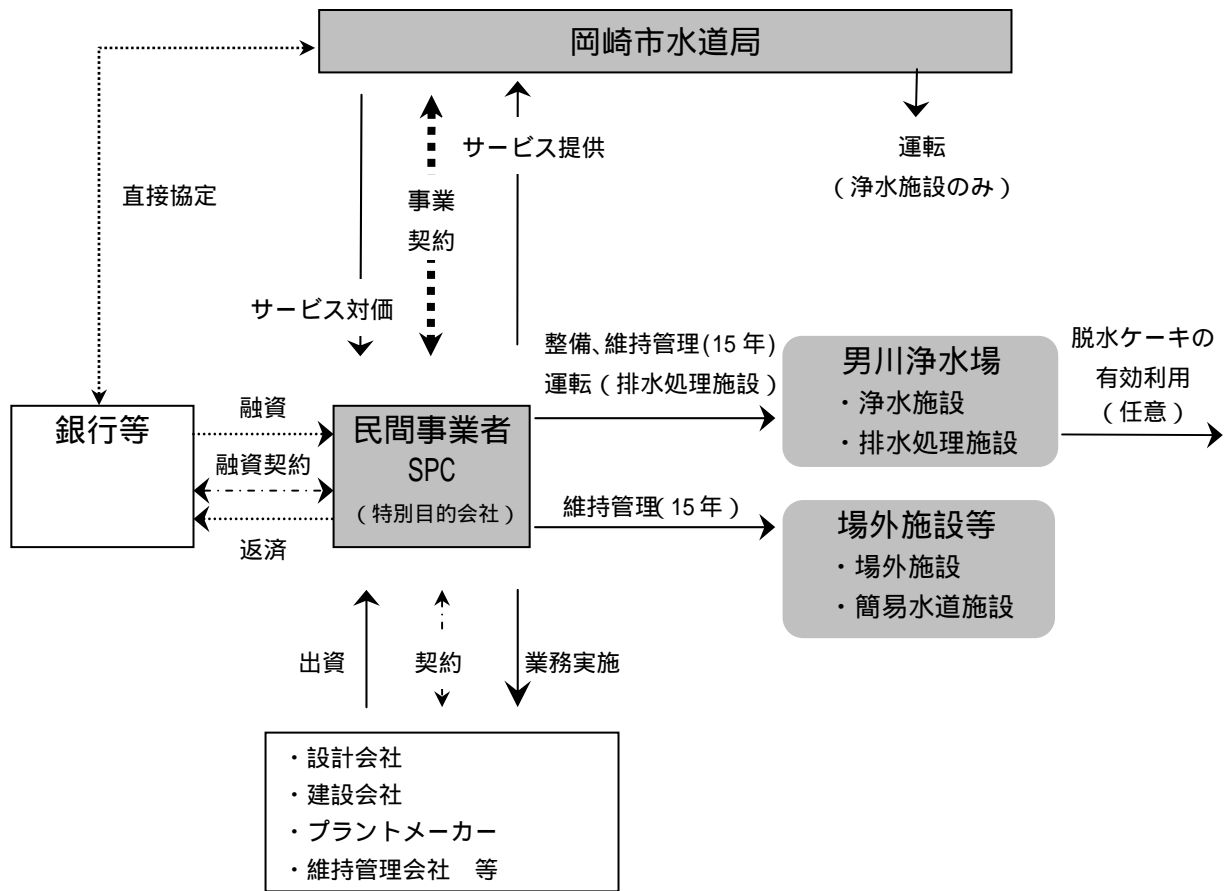 岡崎市水道局
運転
(浄水施設のみ)
サービス提供
事業
契約
直接協定
サービス対価
整備、維持管理(15年)
運転(排水処理施設)
男川浄水場
・浄水施設
・排水処理施設
脱水ケーキの
有効利用
(任意)
銀行等
融資
融資契約
返済
民間事業者
SPC
(特別目的会社)
維持管理(15年)
場外施設等
・場外施設
・簡易水道施設
出資
契約
業務実施
・設計会社
・建設会社
・プラントメーカー
・維持管理会社 等